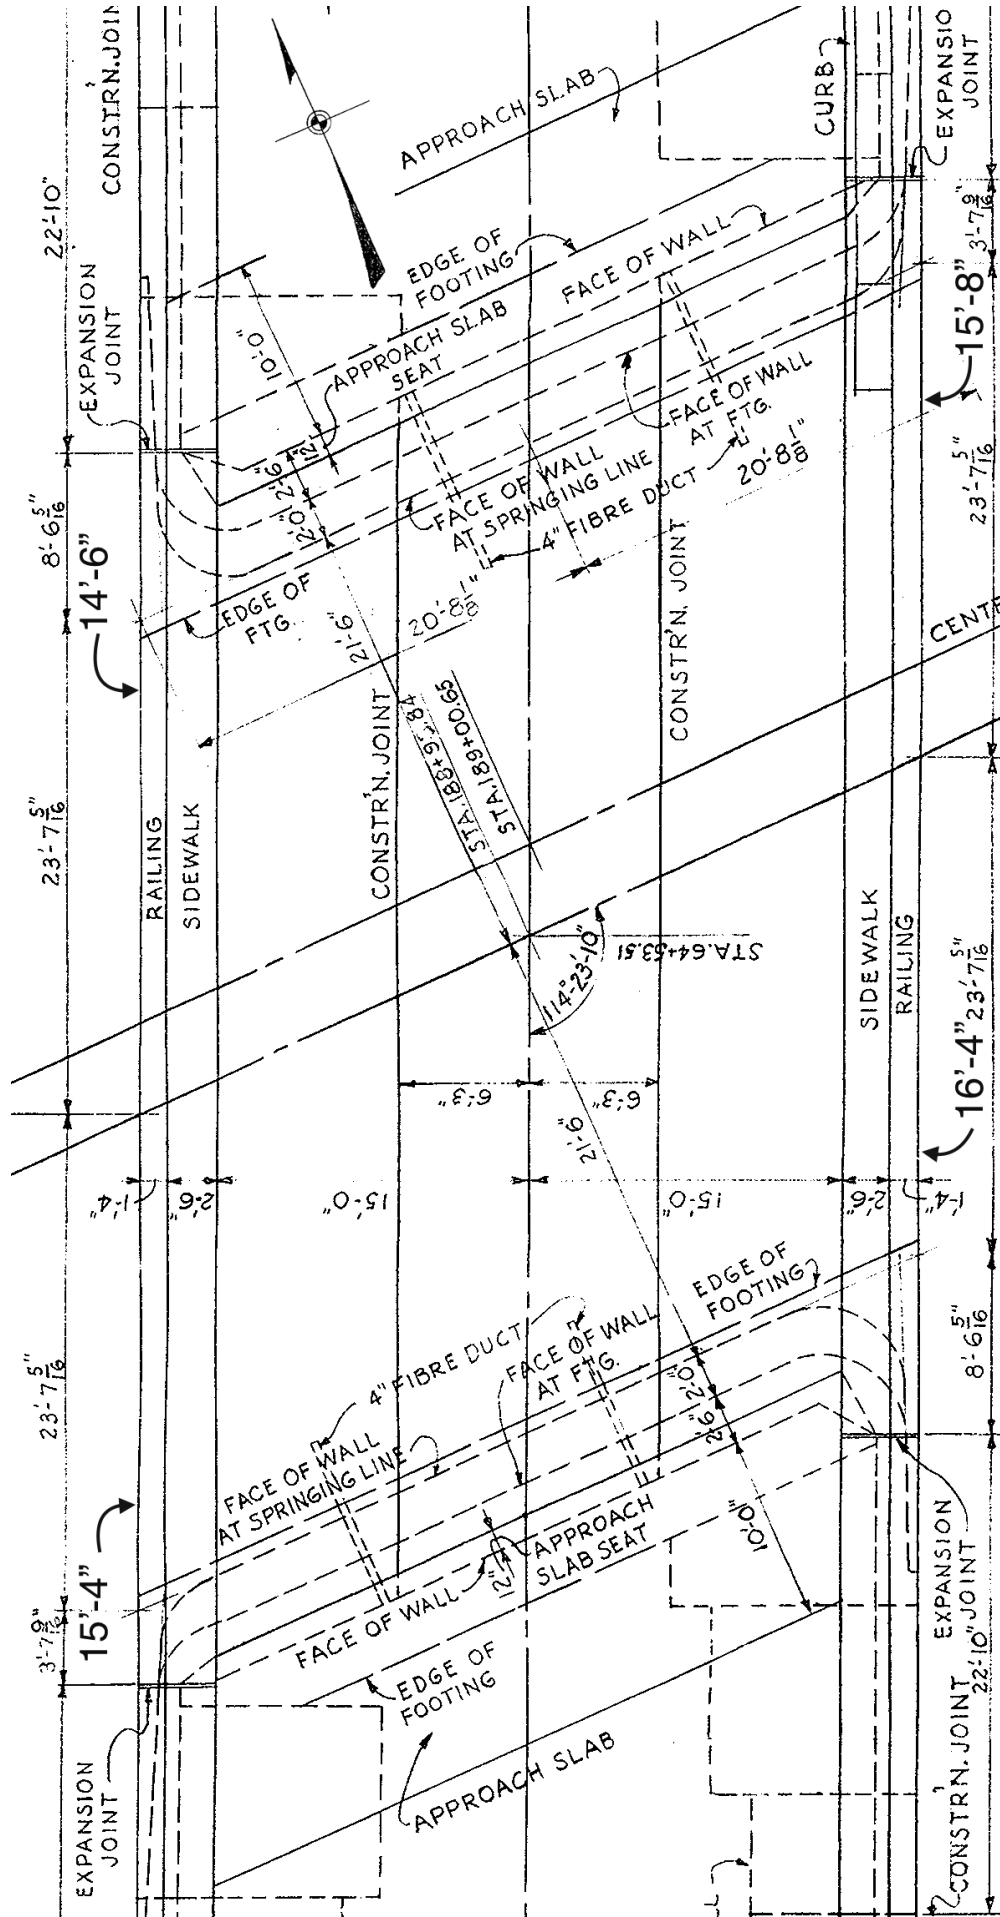 CONSTR'N. JOIN
22'-10"
EXPANSION
JOINT
8'-6 5/16"
14'-6"
23'-7 5/16"
RAILING
SIDEWALK
APPROACH SLAB
CURB
EXPANSIO
JOINT
3'-7 9/16"
15'-8"
23'-7 5/16"
EDGE OF
FOOTING
FACE OF WALL
10'-0"
APPROACH SLAB
SEAT
12"
2'-6"
2'-0"
FACE OF WALL
AT FTG.
FACE OF WALL
AT SPRINGING LINE
4" FIBRE DUCT
20'-8 1/8"
EDGE OF
FTG.
21'-6"
20'-8 1/8"
CONSTR'N. JOINT
CONSTR'N. JOINT
STA. 189+00.65
CENTE
STA. 64+53.51
114°-23'-10"
6'-3"
6'-3"
SIDEWALK
RAILING
16'-4"
23'-7 5/16"
1'-4"
2'-6"
15'-0"
15'-0"
2'-6"
1'-4"
21'-6"
EDGE OF
FOOTING
4" FIBRE DUCT
FACE OF WALL
AT FTG.
2'-0"
2'-6"
8'-6 5/16"
23'-7 5/16"
FACE OF WALL
AT SPRINGING LINE
15'-4"
3'-7 9/16"
12"
APPROACH
SLAB SEAT
10'-0"
FACE OF WALL
EDGE OF
FOOTING
APPROACH SLAB
EXPANSION
JOINT
EXPANSION
JOINT
22'-10"
CONSTR'N. JOINT